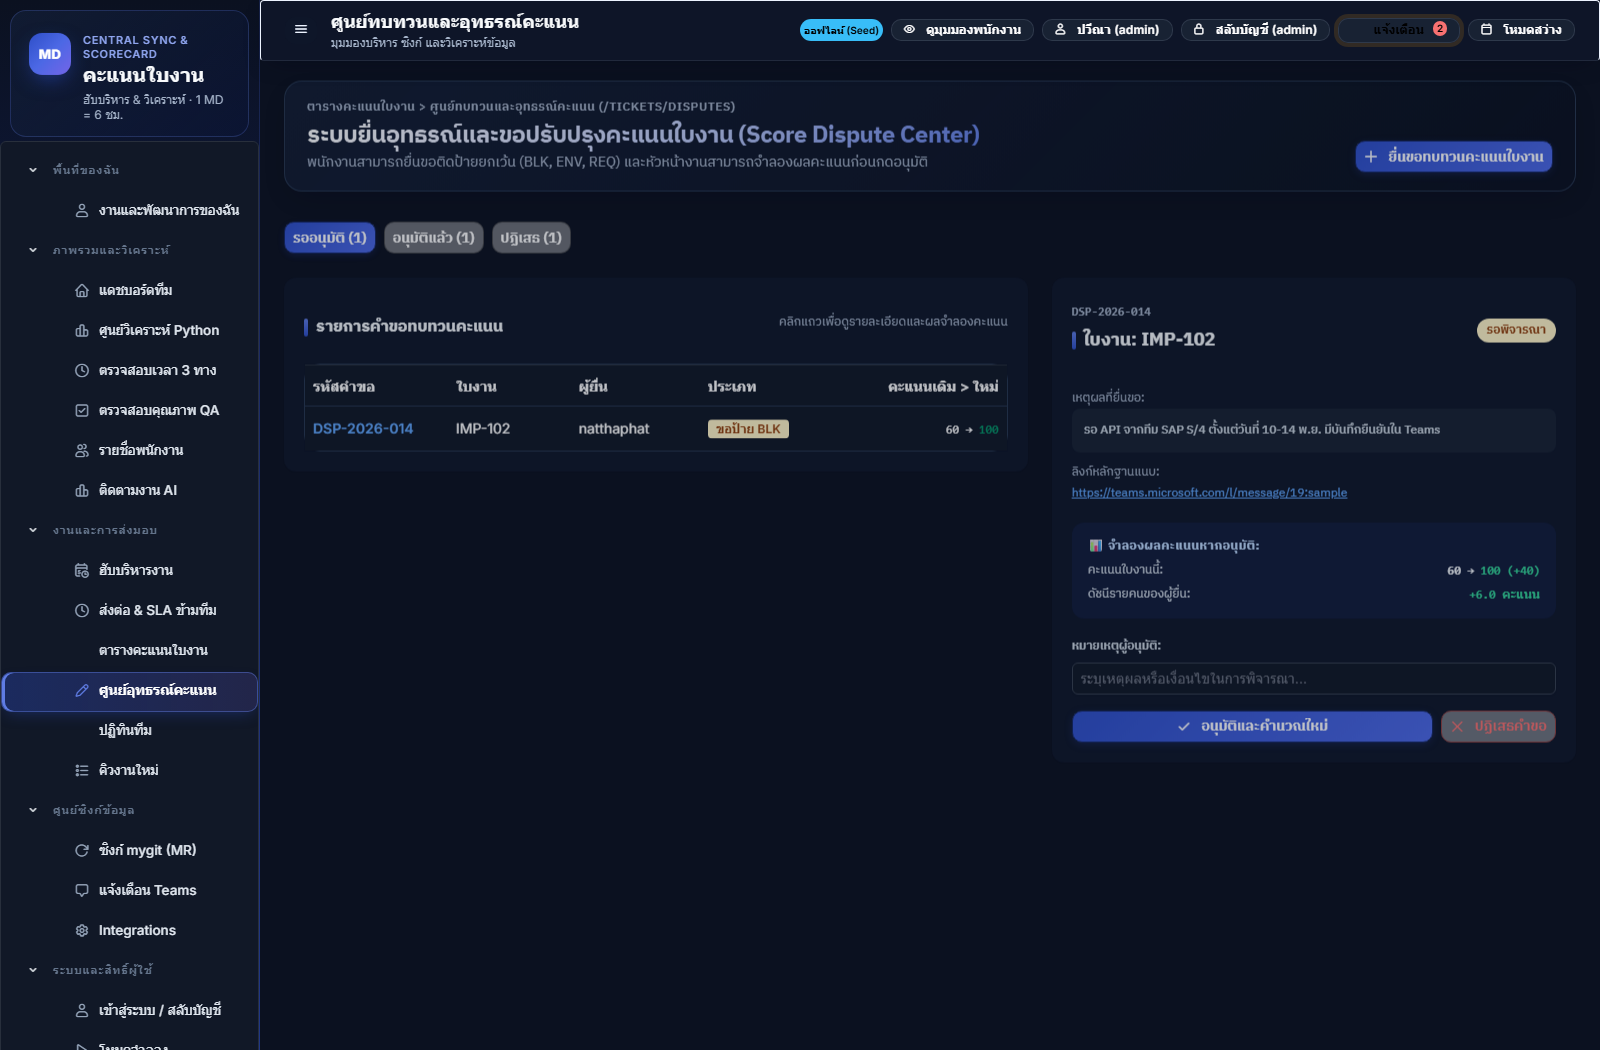 MD
CENTRAL SYNC &
SCORECARD
คะแนนใบงาน
ฮับบริหาร & วิเคราะห์ · 1 MD
= 6 ชม.
พื้นที่ของฉัน
งานและพัฒนาการของฉัน
ภาพรวมและวิเคราะห์
แดชบอร์ดทีม
ศูนย์วิเคราะห์ Python
ตรวจสอบเวลา 3 ทาง
ตรวจสอบคุณภาพ QA
รายชื่อพนักงาน
ติดตามงาน AI
งานและการส่งมอบ
ฮับบริหารงาน
ส่งต่อ & SLA ข้ามทีม
ตารางคะแนนใบงาน
ศูนย์อุทธรณ์คะแนน
ปฏิทินทีม
คิวงานใหม่
ศูนย์ซิงก์ข้อมูล
ซิงก์ mygit (MR)
แจ้งเตือน Teams
Integrations
ระบบและสิทธิ์ผู้ใช้
เข้าสู่ระบบ / สลับบัญชี
ศูนย์ทบทวนและอุทธรณ์คะแนน
มุมมองบริหาร ซิงก์ และวิเคราะห์ข้อมูล
ออฟไลน์ (Seed)
ดูมุมมองพนักงาน
ปวีณา (admin)
สลับบัญชี (admin)
แจ้งเตือน 2
โหมดสว่าง
ตารางคะแนนใบงาน > ศูนย์ทบทวนและอุทธรณ์คะแนน (/TICKETS/DISPUTES)
ระบบยื่นอุทธรณ์และขอปรับปรุงคะแนนใบงาน (Score Dispute Center)
พนักงานสามารถยื่นขอติดป้ายยกเว้น (BLK, ENV, REQ) และหัวหน้างานสามารถจำลองผลคะแนนก่อนกดอนุมัติ
ยื่นขอทบทวนคะแนนใบงาน
รออนุมัติ (1)
อนุมัติแล้ว (1)
ปฏิเสธ (1)
รายการคำขอทบทวนคะแนน
คลิกแถวเพื่อดูรายละเอียดและผลจำลองคะแนน
รหัสคำขอ ใบงาน ผู้ยื่น ประเภท คะแนนเดิม > ใหม่
DSP-2026-014 IMP-102 natthaphat ขอป้าย BLK 60 → 100
DSP-2026-014
ใบงาน: IMP-102
รอพิจารณา
เหตุผลที่ยื่นขอ:
รอ API จากทีม SAP S/4 ตั้งแต่วันที่ 10-14 พ.ย. มีบันทึกยืนยันใน Teams
ลิงก์หลักฐานแนบ:
https://teams.microsoft.com/l/message/19:sample
จำลองผลคะแนนหากอนุมัติ:
คะแนนใบงานนี้: 60 → 100 (+40)
ดัชนีรายคนของผู้ยื่น: +6.0 คะแนน
หมายเหตุผู้อนุมัติ:
ระบุเหตุผลหรือเงื่อนไขในการพิจารณา...
อนุมัติและคำนวณใหม่
ปฏิเสธคำขอ